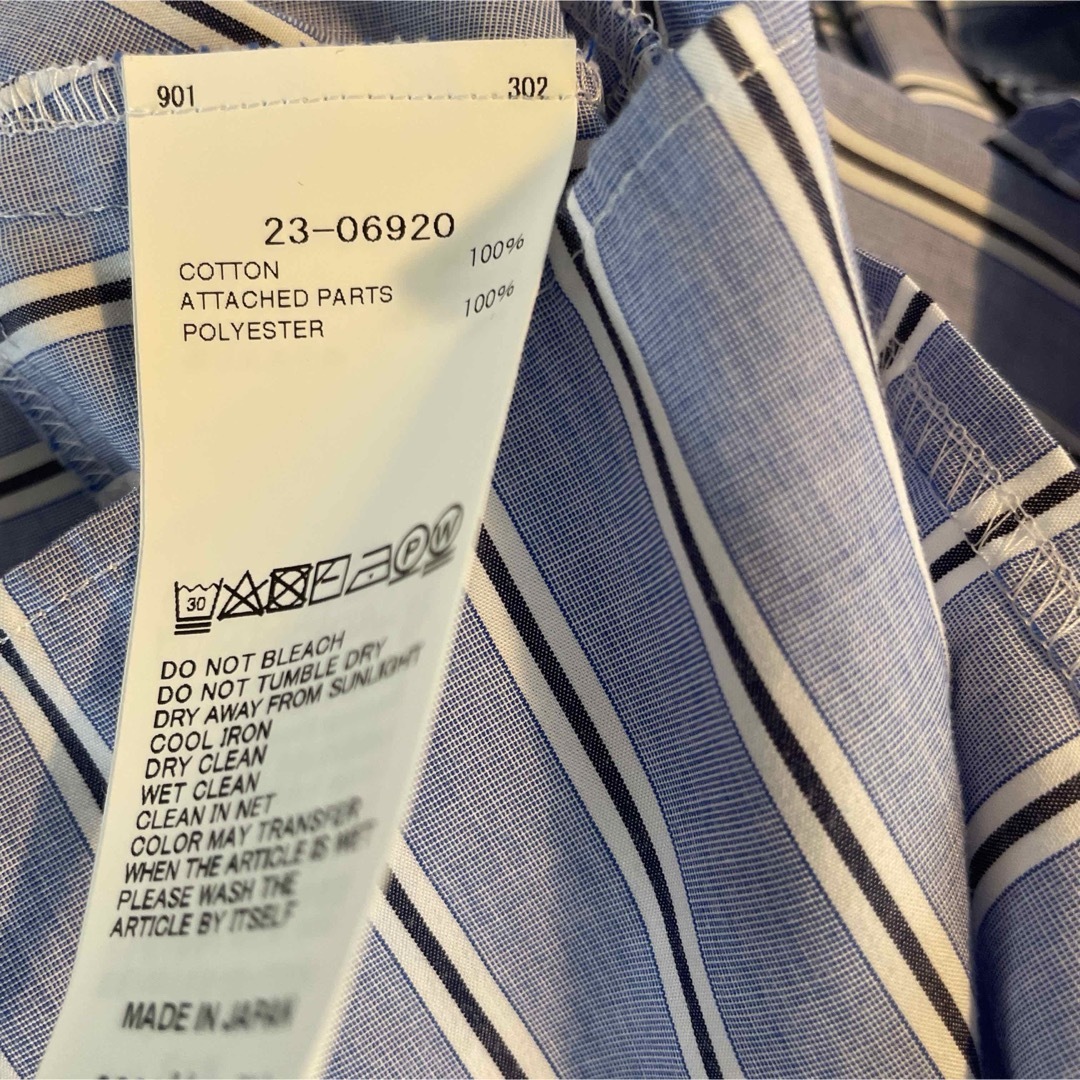 901 302
23-06920
COTTON 100%
ATTACHED PARTS
POLYESTER 100%
30 P W
DO NOT BLEACH
DO NOT TUMBLE DRY
DRY AWAY FROM SUNLIGHT
COOL IRON
DRY CLEAN
WET CLEAN
CLEAN IN NET
COLOR MAY TRANSFER
WHEN THE ARTICLE IS WET
PLEASE WASH THE
ARTICLE BY ITSELF
MADE IN JAPAN